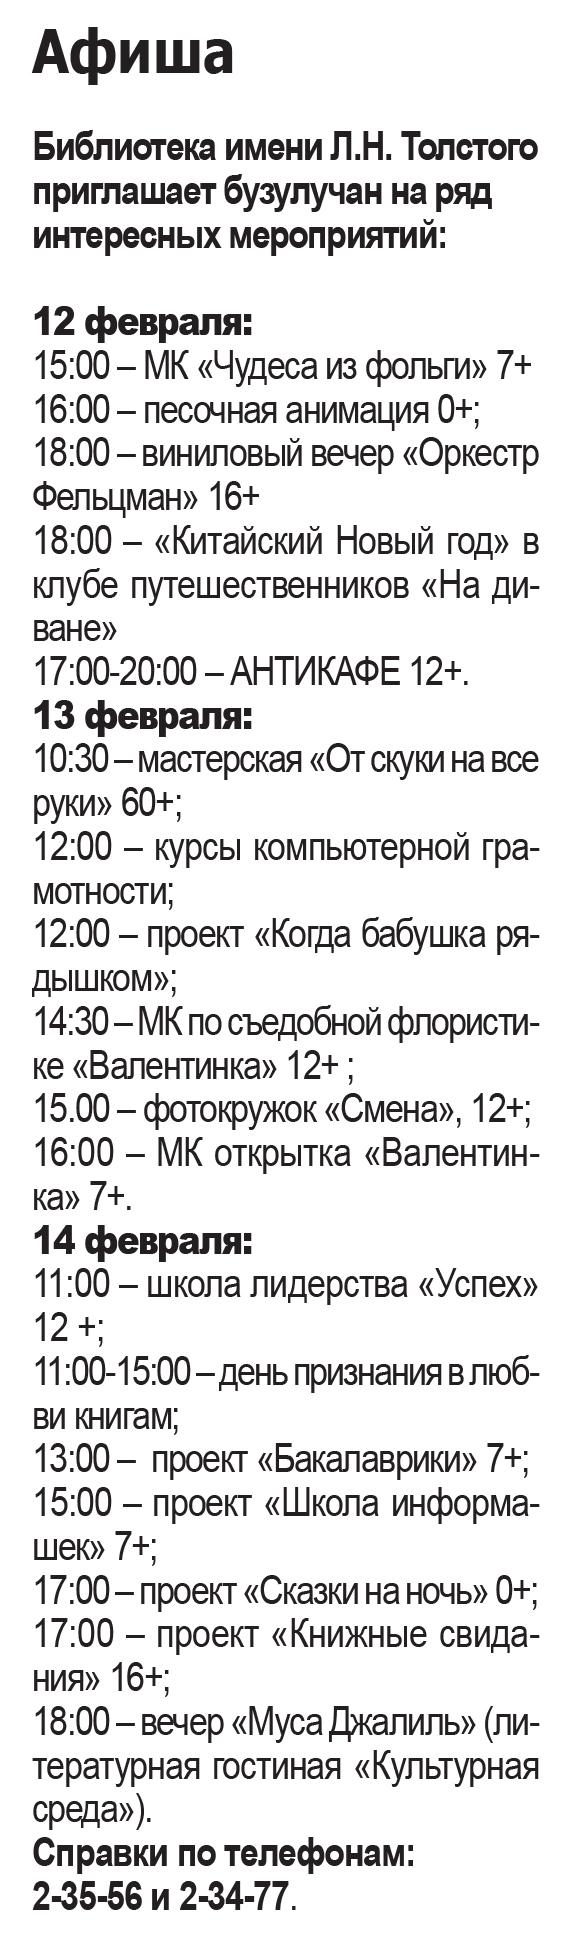 Афиша
Библиотека имени Л.Н. Толстого
приглашает бузулучан на ряд
интересных мероприятий:
12 февраля:
15:00 – МК «Чудеса из фольги» 7+
16:00 – песочная анимация 0+;
18:00 – виниловый вечер «Оркестр
Фельцман» 16+
18:00 – «Китайский Новый год» в
клубе путешественников «На ди-
ване»
17:00-20:00 – АНТИКАФЕ 12+.
13 февраля:
10:30 – мастерская «От скуки на все
руки» 60+;
12:00 – курсы компьютерной гра-
мотности;
12:00 – проект «Когда бабушка ря-
дышком»;
14:30 – МК по съедобной флористи-
ке «Валентинка» 12+ ;
15.00 – фотокружок «Смена», 12+;
16:00 – МК открытка «Валентин-
ка» 7+.
14 февраля:
11:00 – школа лидерства «Успех»
12 +;
11:00-15:00 – день признания в люб-
ви книгам;
13:00 – проект «Бакалаврики» 7+;
15:00 – проект «Школа информа-
шек» 7+;
17:00 – проект «Сказки на ночь» 0+;
17:00 – проект «Книжные свида-
ния» 16+;
18:00 – вечер «Муса Джалиль» (ли-
тературная гостиная «Культурная
среда»).
Справки по телефонам:
2-35-56 и 2-34-77.